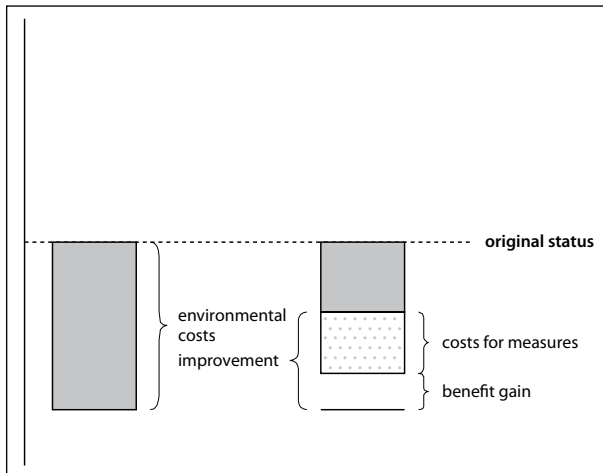 original status
environmental
costs
improvement
costs for measures
benefit gain